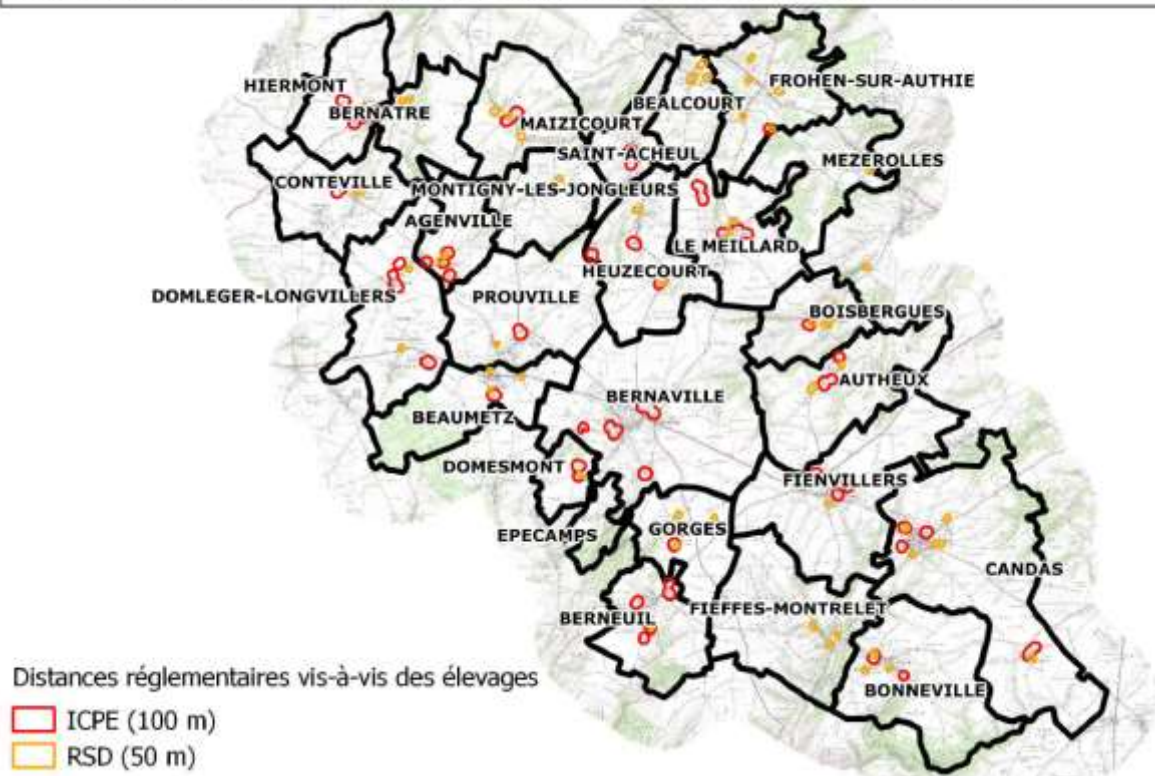 FROHEN-SUR-AUTHIE
HIERMONT
BEALCOURT
BERNATRE
MAIZICOURT
SAINT-ACHEUL
MEZEROLLES
CONTEVILLE
MONTIGNY-LES-JONGLEURS
AGENVILLE
LE MEILLARD
HEUZECOURT
DOMLEGER-LONGVILLERS
PROUVILLE
BOISBERGUES
AUTHEUX
BERNAVILLE
BEAUMETZ
DOMESMONT
FIENVILLERS
EPECAMPS
GORGES
CANDAS
FIEFFES-MONTRELET
BERNEUIL
BONNEVILLE
Distances réglementaires vis-à-vis des élevages
ICPE (100 m)
RSD (50 m)